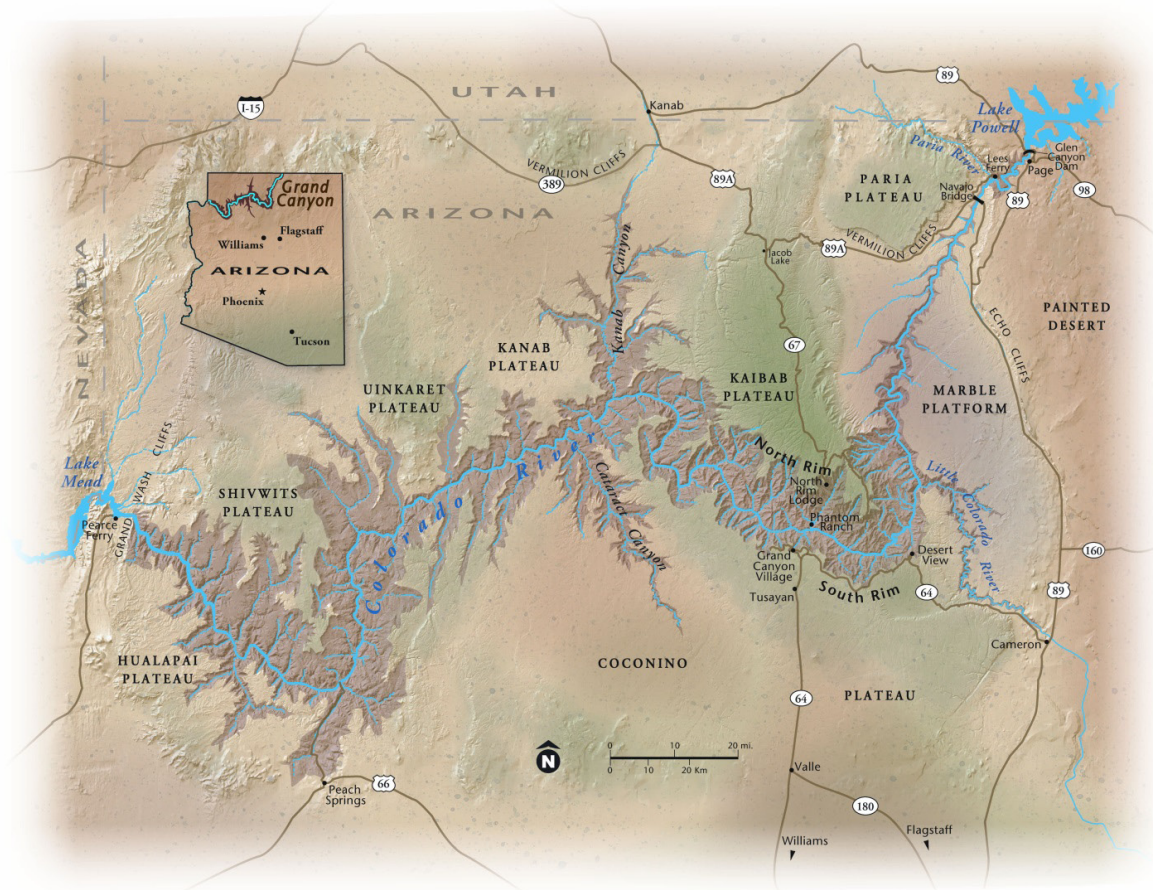 UTAH
ARIZONA
NEVADA
I-15
89
Kanab
Lake
Powell
Paria River
Glen
Canyon
Dam
Lees
Ferry
Page
98
89
Navajo
Bridge
PARIA
PLATEAU
VERMILION CLIFFS
389
89A
VERMILION CLIFFS
89A
Jacob
Lake
Grand
Canyon
Williams
Flagstaff
ARIZONA
Phoenix
Tucson
Kanab Canyon
ECHO CLIFFS
PAINTED
DESERT
67
KANAB
PLATEAU
UINKARET
PLATEAU
KAIBAB
PLATEAU
MARBLE
PLATFORM
Lake
Mead
GRAND WASH CLIFFS
Pearce
Ferry
SHIVWITS
PLATEAU
Colorado River
Cataract Canyon
North Rim
North
Rim
Lodge
Phantom
Ranch
Little Colorado River
Grand
Canyon
Village
Desert
View
Tusayan
South Rim
64
160
89
Cameron
HUALAPAI
PLATEAU
COCONINO
PLATEAU
64
N
0 10 20 mi.
0 10 20 Km
Valle
66
Peach
Springs
180
Williams
Flagstaff